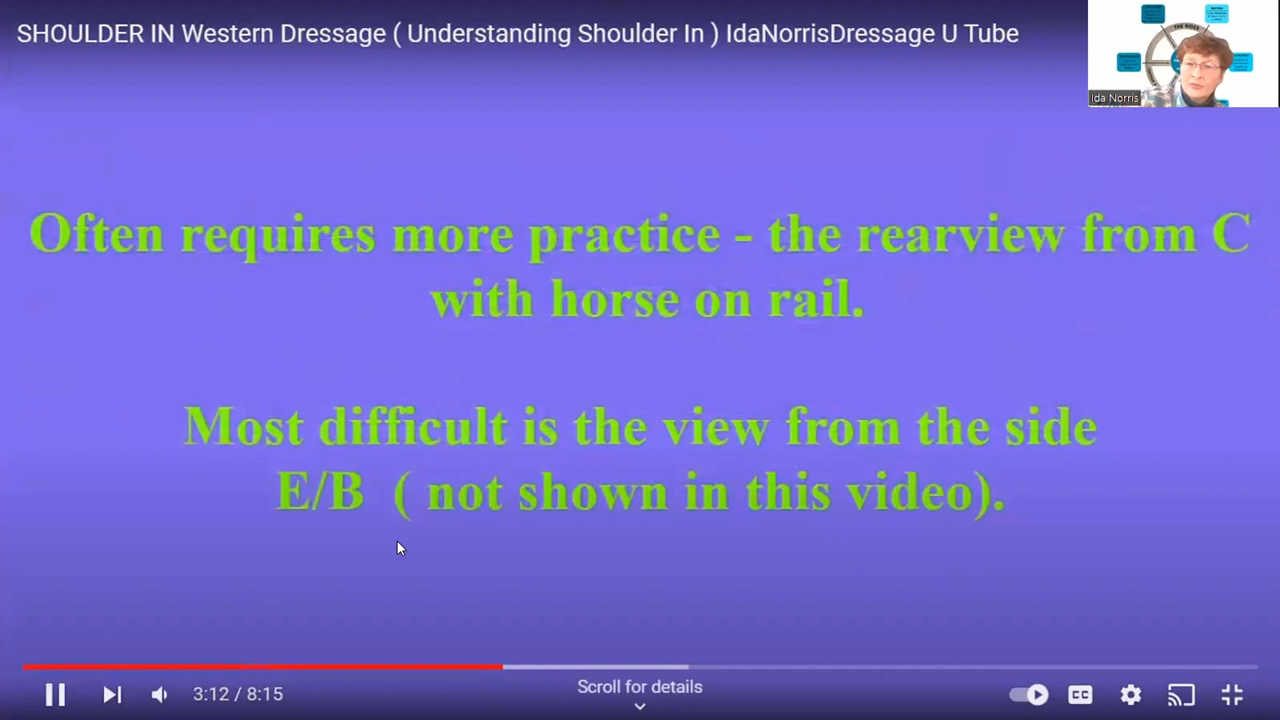 SHOULDER IN Western Dressage ( Understanding Shoulder In ) IdaNorrisDressage U Tube
Ida Norris
Often requires more practice - the rearview from C
with horse on rail.
Most difficult is the view from the side
E/B ( not shown in this video).
3:12 / 8:15
Scroll for details
CC